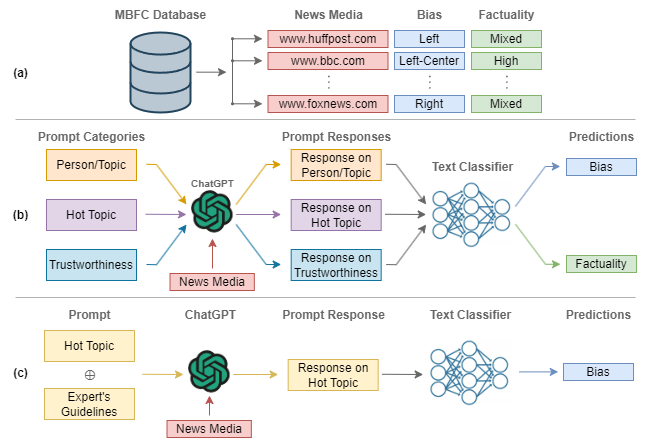 MBFC Database
News Media
Bias
Factuality
www.huffpost.com
Left
Mixed
(a)
www.bbc.com
Left-Center
High
www.foxnews.com
Right
Mixed
Prompt Categories
Prompt Responses
Predictions
Person/Topic
Response on
Person/Topic
Text Classifier
Bias
ChatGPT
(b)
Hot Topic
Response on
Hot Topic
Trustworthiness
Response on
Trustworthiness
Factuality
News Media
Prompt
ChatGPT
Prompt Response
Text Classifier
Predictions
Hot Topic
(c)
⊕
Response on
Hot Topic
Bias
Expert's
Guidelines
News Media